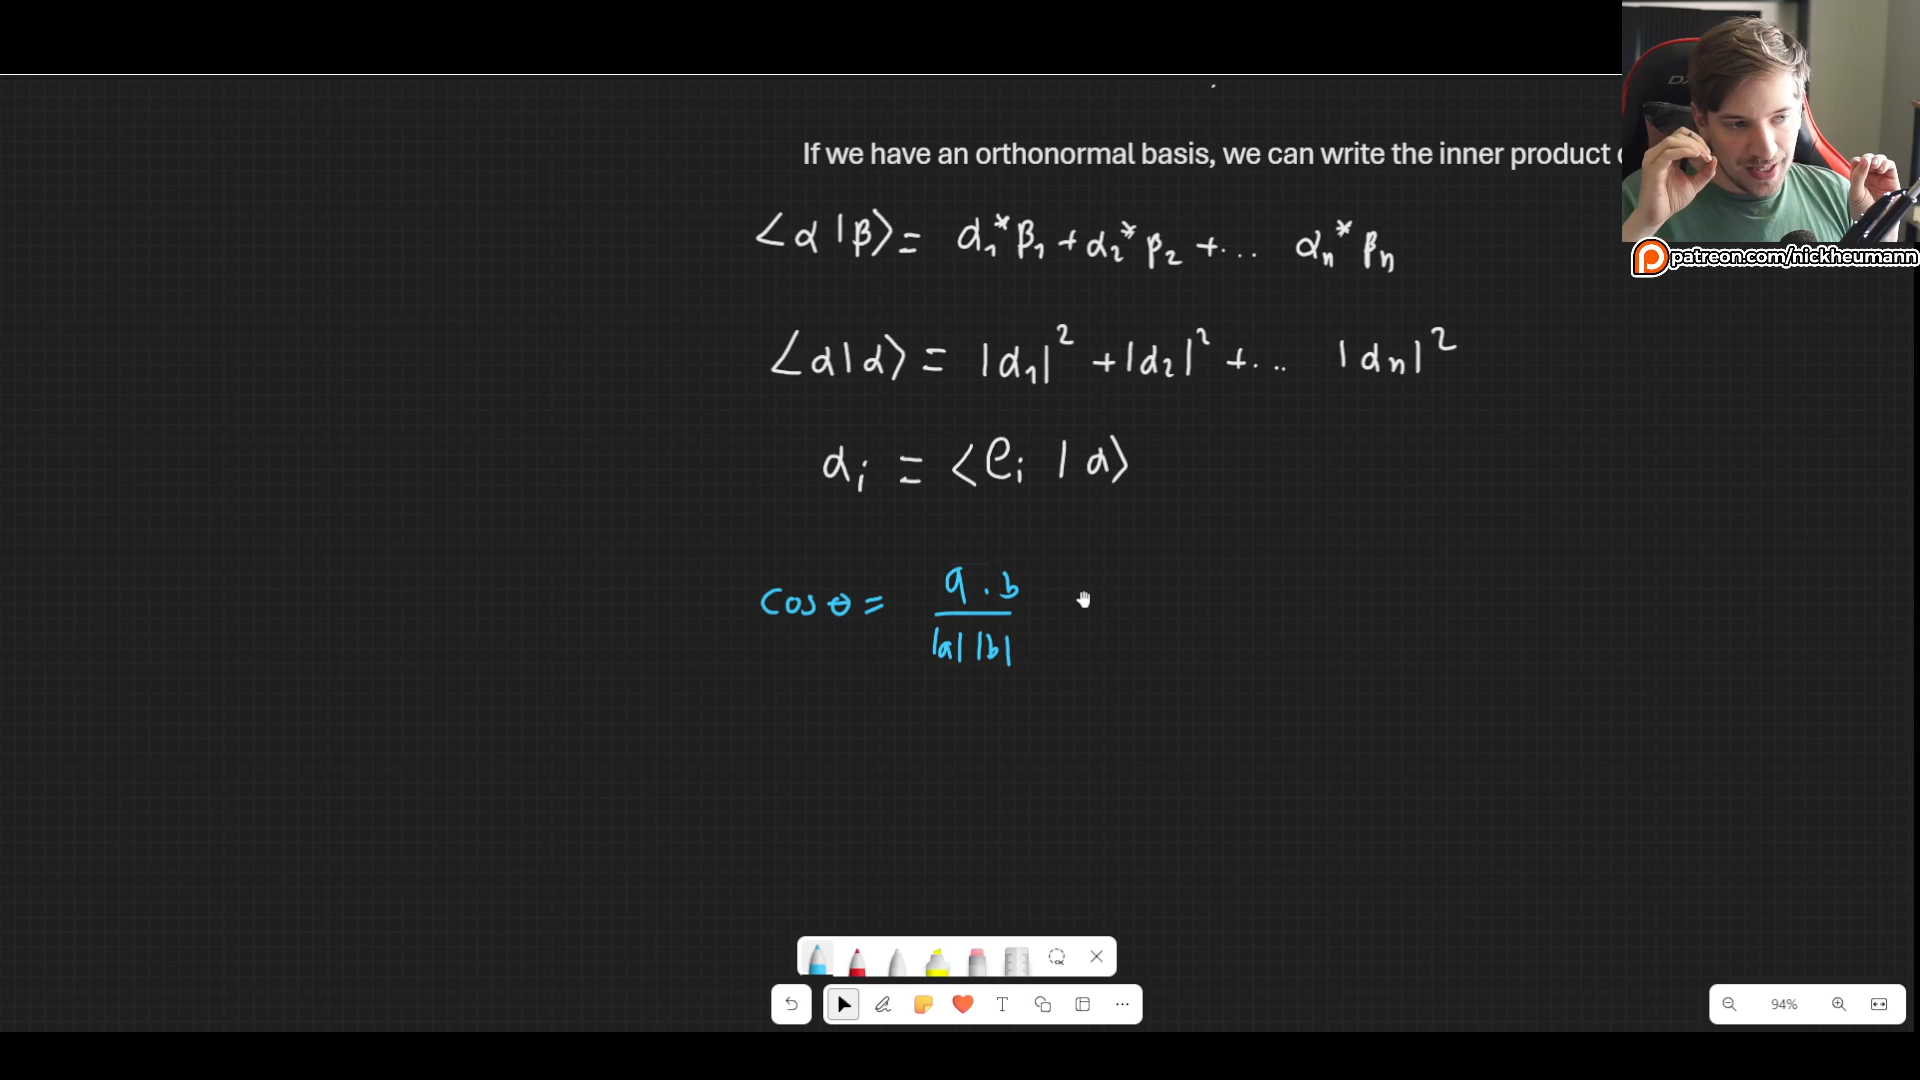 If we have an orthonormal basis, we can write the inner product
⟨α|β⟩ = α₁*β₁ + α₂*β₂ + ... αₙ*βₙ
⟨α|α⟩ = |α₁|² + |α₂|² + ... |αₙ|²
αᵢ = ⟨eᵢ|α⟩
cos θ = a . b
|a| |b|
patreon.com/nickheumann
T
94%